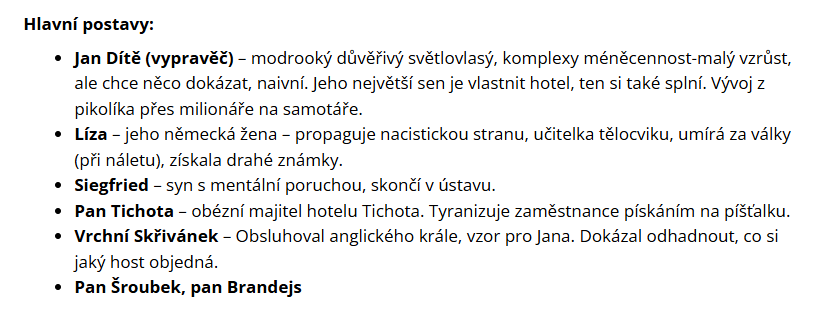 Hlavní postavy:
• Jan Dítě (vypravěč) – modrooký důvěřivý světlovlasý, komplexy méněcennost-malý vzrůst,
ale chce něco dokázat, naivní. Jeho největší sen je vlastnit hotel, ten si také splní. Vývoj z
pikolíka přes milionáře na samotáře.
• Líza – jeho německá žena – propaguje nacistickou stranu, učitelka tělocviku, umírá za války
(při náletu), získala drahé známky.
• Siegfried – syn s mentální poruchou, skončí v ústavu.
• Pan Tichota – obézní majitel hotelu Tichota. Tyranizuje zaměstnance pískáním na píšťalku.
• Vrchní Skřivánek – Obsluhoval anglického krále, vzor pro Jana. Dokázal odhadnout, co si
jaký host objedná.
• Pan Šroubek, pan Brandejs